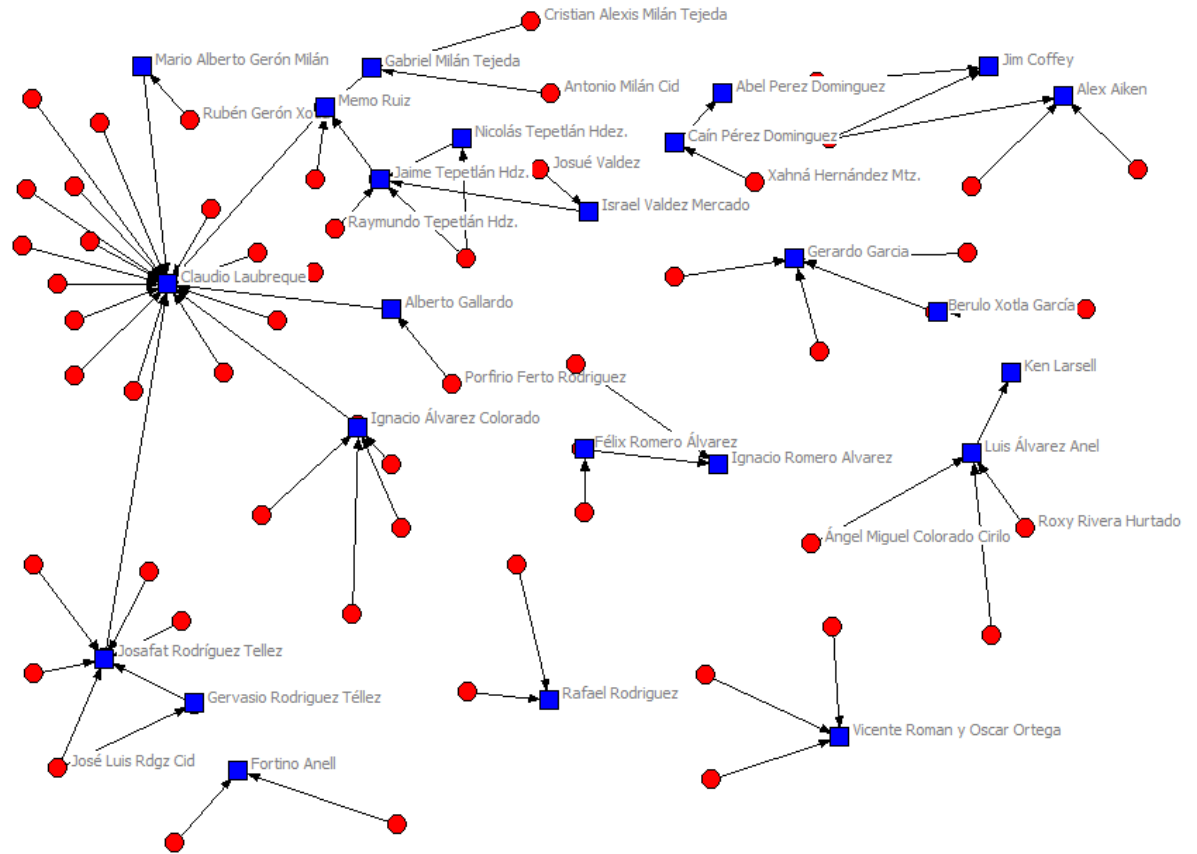 Cristian Alexis Milán Tejeda
Mario Alberto Gerón Milán
Gabriel Milán Tejeda
Jim Coffey
Antonio Milán Cid
Abel Perez Dominguez
Alex Aiken
Rubén Gerón Xo
Memo Ruiz
Nicolás Tepetlán Hdez.
Caín Pérez Dominguez
Josué Valdez
Jaime Tepetlán Hdz.
Xahná Hernández Mtz.
Israel Valdez Mercado
Raymundo Tepetlán Hdz.
Gerardo Garcia
Claudio Laubreque
Alberto Gallardo
Berulo Xotla García
Ken Larsell
Porfirio Ferto Rodriguez
Ignacio Álvarez Colorado
Félix Romero Álvarez
Luis Álvarez Anel
Ignacio Romero Alvarez
Roxy Rivera Hurtado
Ángel Miguel Colorado Cirilo
Josafat Rodríguez Tellez
Gervasio Rodriguez Téllez
Rafael Rodriguez
Vicente Roman y Oscar Ortega
José Luis Rdgz Cid
Fortino Anell